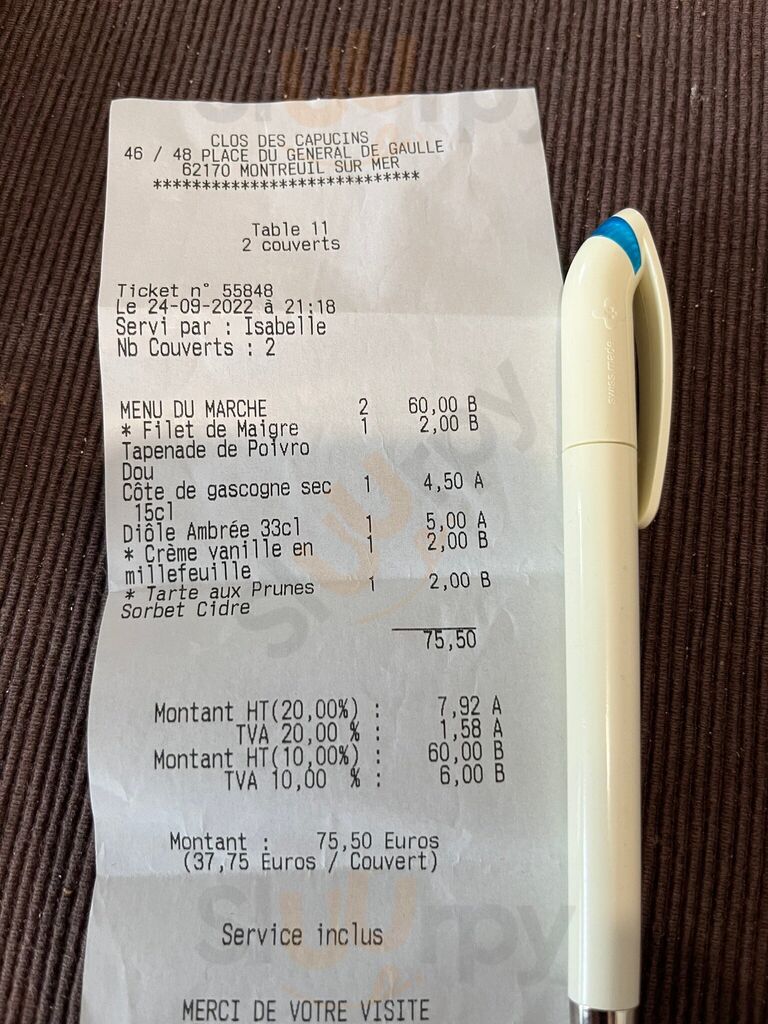 CLOS DES CAPUCINS
46 / 48 PLACE DU GENERAL DE GAULLE
62170 MONTREUIL SUR MER
***************************
Table 11
2 couverts
Ticket n° 55848
Le 24-09-2022 à 21:18
Servi par : Isabelle
Nb Couverts : 2
MENU DU MARCHE 2 60,00 B
* Filet de Maigre 1 2,00 B
Tapenade de Poivro
Dou
Côte de gascogne sec 1 4,50 A
15cl
Diôle Ambrée 33cl 1 5,00 A
* Crème vanille en 1 2,00 B
millefeuille
* Tarte aux Prunes 1 2,00 B
Sorbet Cidre
75,50
Montant HT(20,00%) : 7,92 A
TVA 20,00 % : 1,58 A
Montant HT(10,00%) : 60,00 B
TVA 10,00 % : 6,00 B
Montant : 75,50 Euros
(37,75 Euros / Couvert)
Service inclus
MERCI DE VOTRE VISITE
swiss made
sluurpy
sluurpy
sluurpy